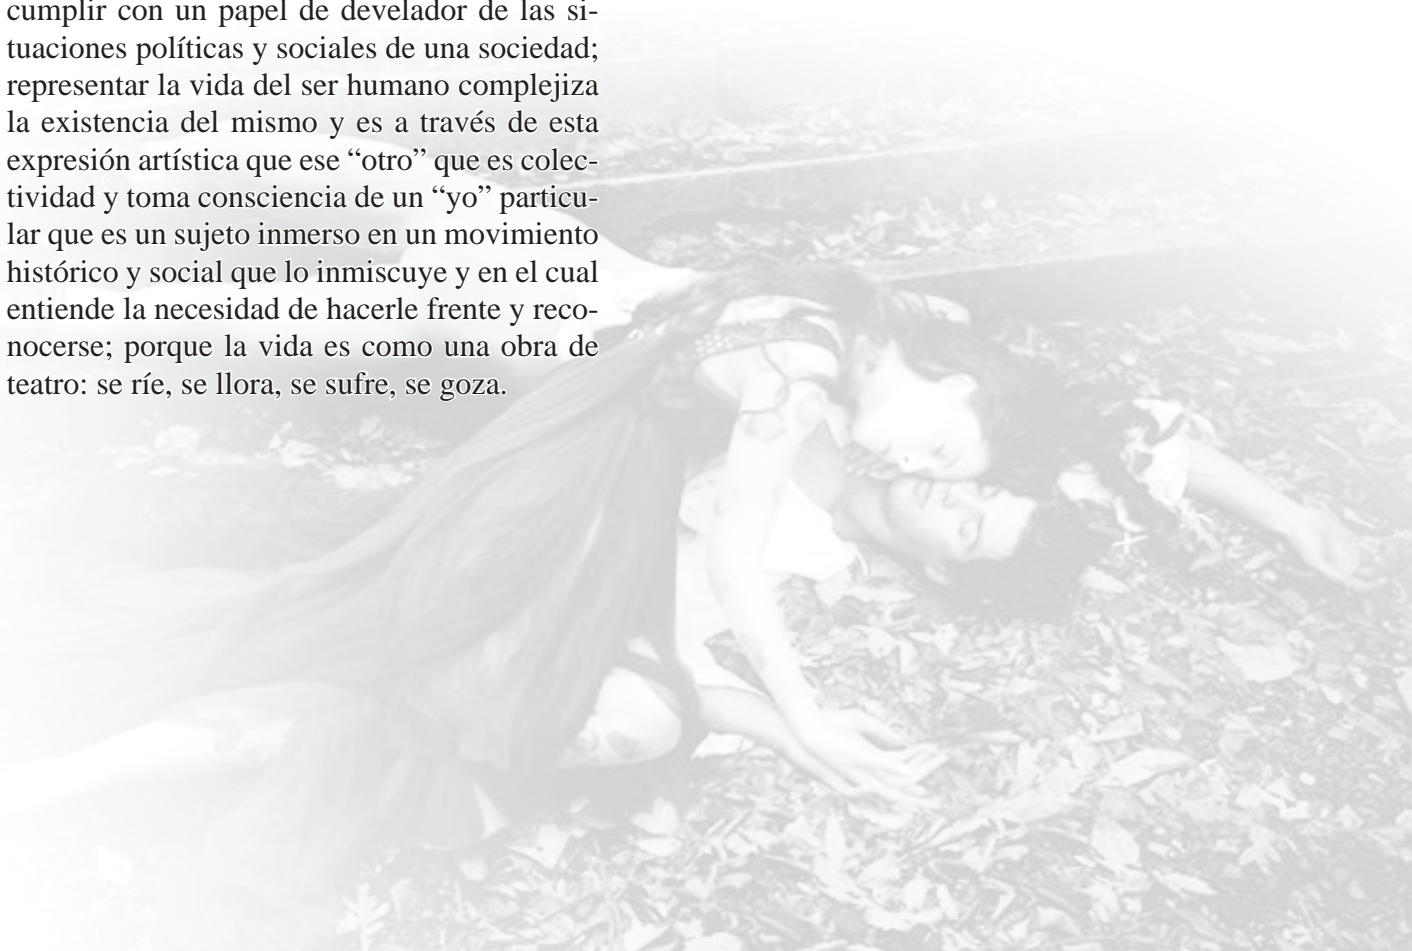 cumplir con un papel de develador de las si-
tuaciones políticas y sociales de una sociedad;
representar la vida del ser humano complejiza
la existencia del mismo y es a través de esta
expresión artística que ese “otro” que es colec-
tividad y toma consciencia de un “yo” particu-
lar que es un sujeto inmerso en un movimiento
histórico y social que lo inmiscuye y en el cual
entiende la necesidad de hacerle frente y reco-
nocerse; porque la vida es como una obra de
teatro: se ríe, se llora, se sufre, se goza.